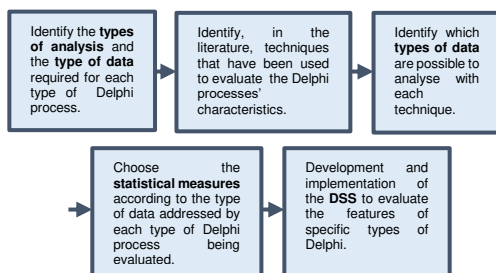 Identify the types
of analysis and
the type of data
required for each
type of Delphi
process.
Identify, in the
literature, techniques
that have been used
to evaluate the Delphi
processes'
characteristics.
Identify which
types of data
are possible to
analyse with
each
technique.
Choose the
statistical measures
according to the type
of data addressed by
each type of Delphi
process being
evaluated.
Development and
implementation of
the DSS to evaluate
the features of
specific types of
Delphi.